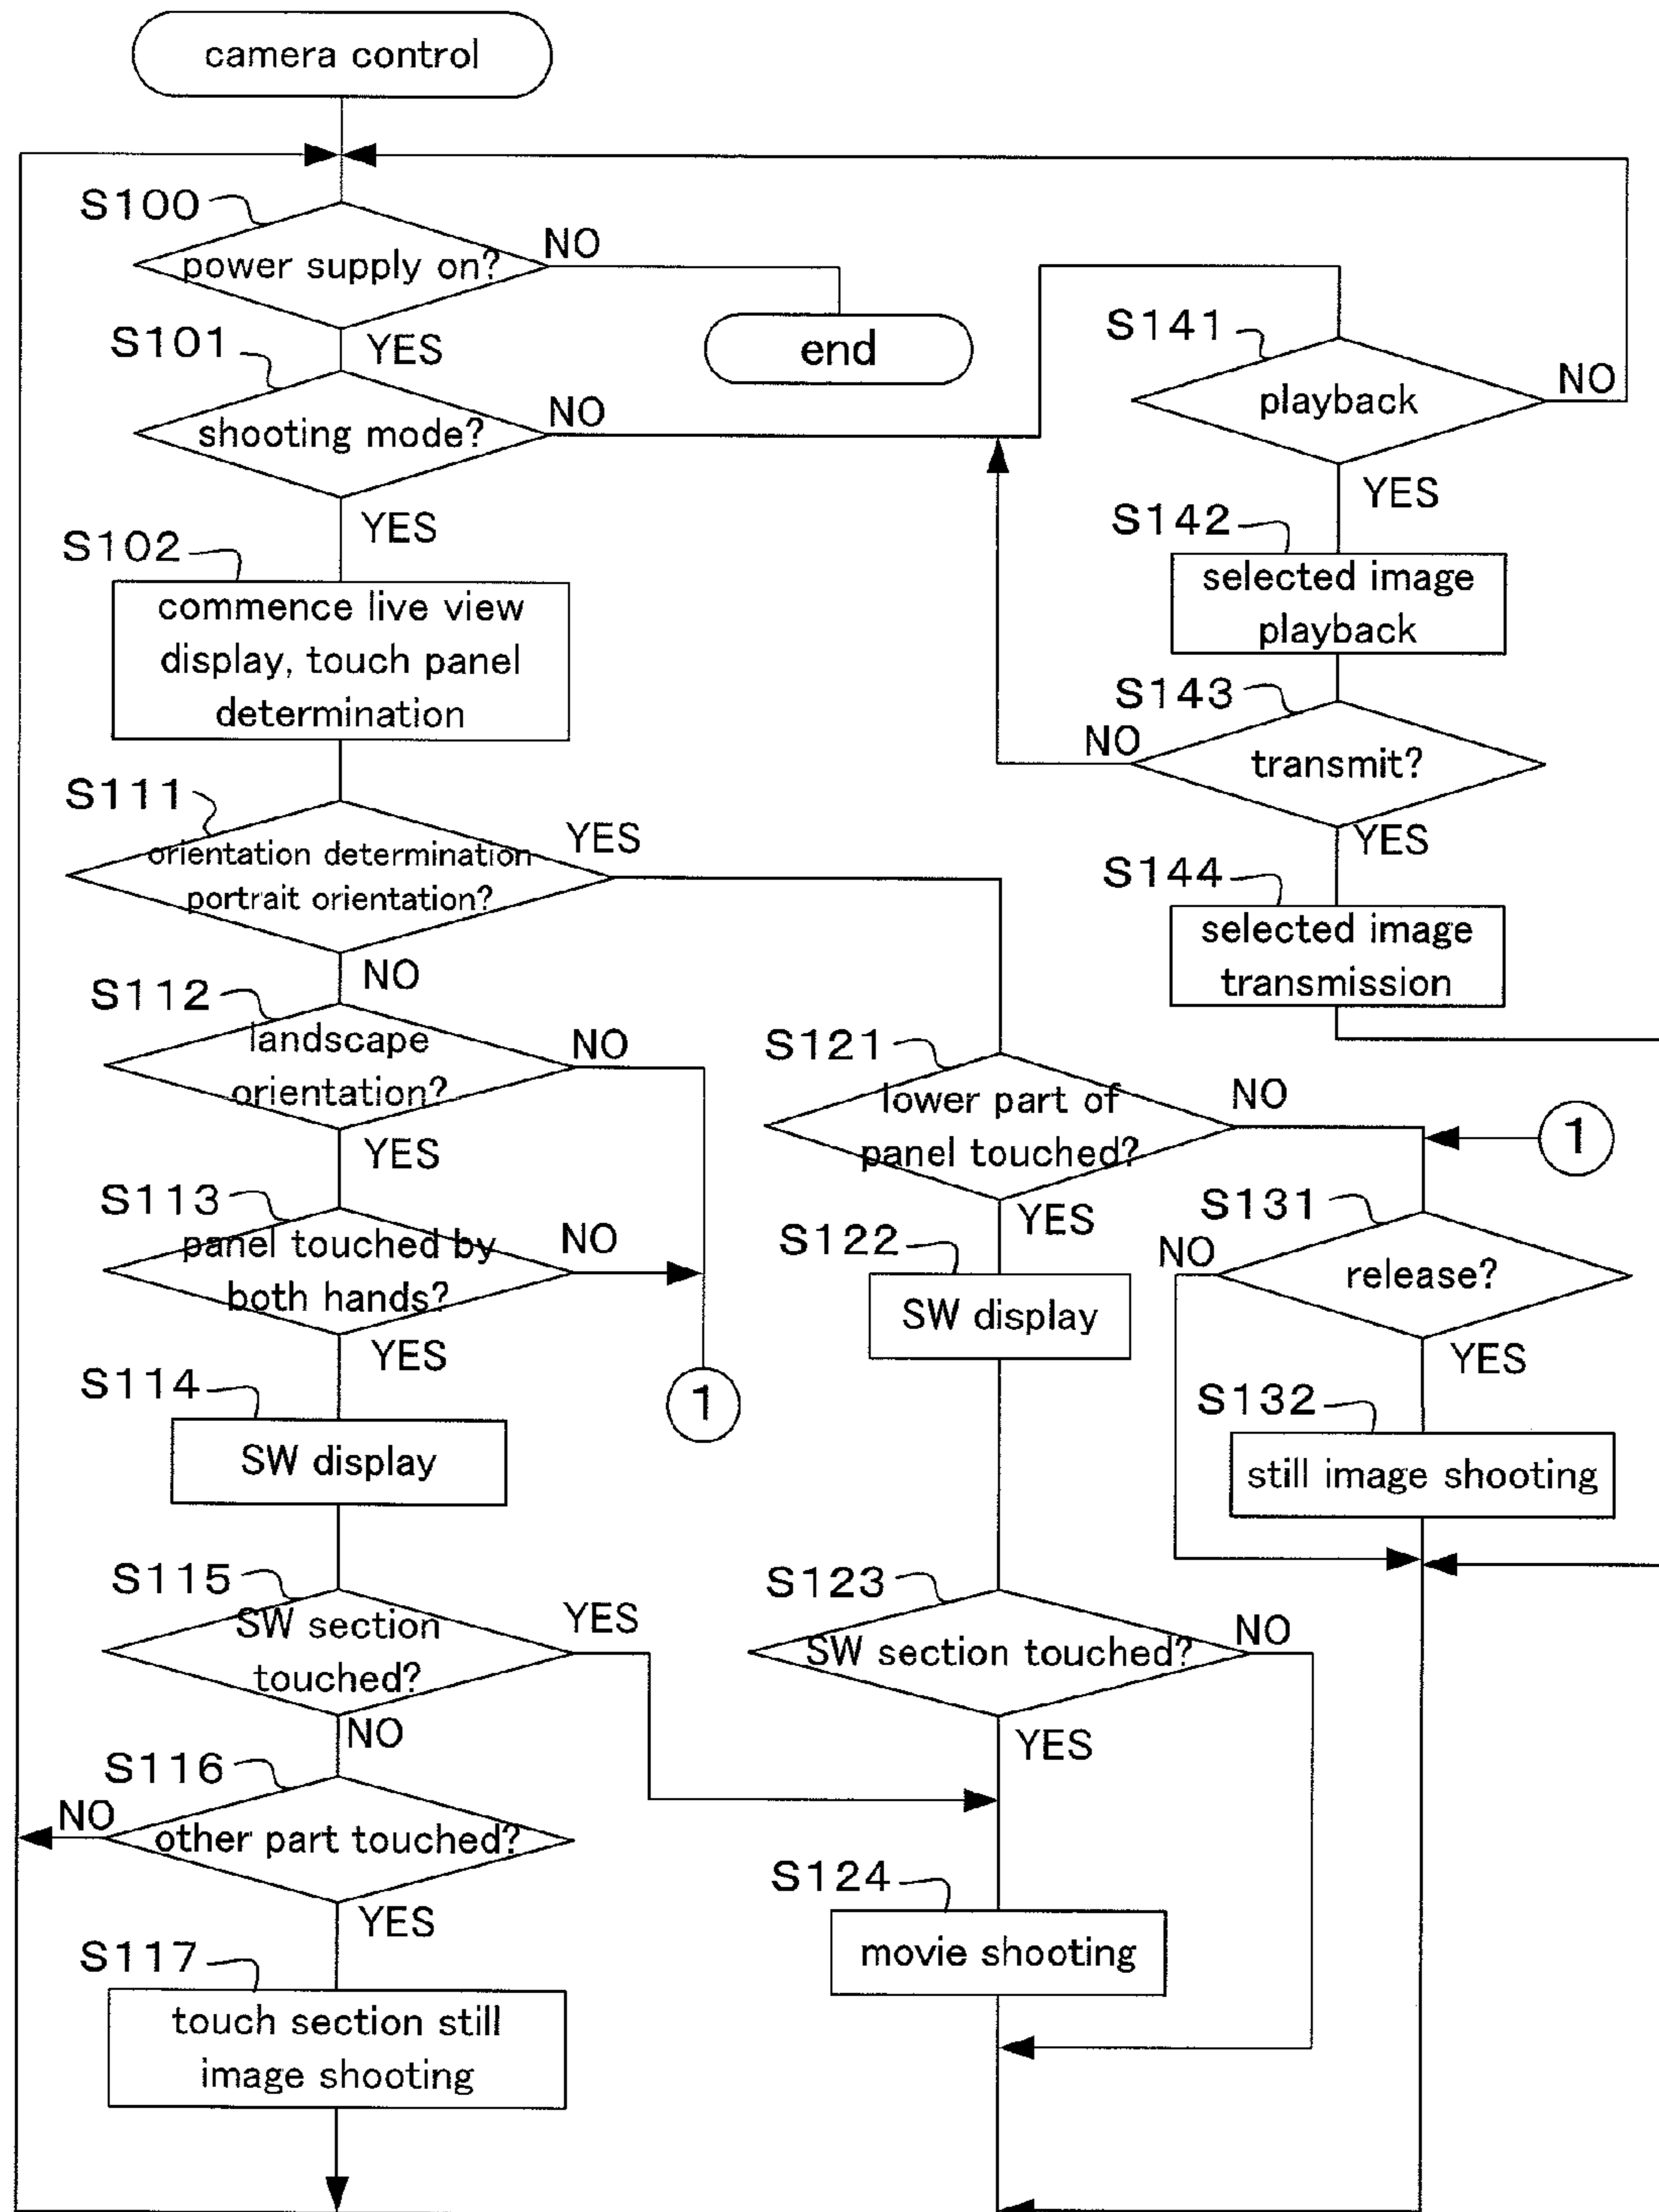 camera control
S100
power supply on?
NO
YES
end
S101
shooting mode?
NO
YES
S102
commence live view
display, touch panel
determination
S111
orientation determination
portrait orientation?
YES
NO
S112
landscape
orientation?
NO
YES
S113
panel touched by
both hands?
NO
YES
1
S114
SW display
S115
SW section
touched?
YES
NO
S116
other part touched?
NO
YES
S117
touch section still
image shooting
S121
lower part of
panel touched?
NO
YES
S122
SW display
S123
SW section touched?
NO
YES
S124
movie shooting
1
S131
release?
NO
YES
S132
still image shooting
S141
playback
NO
YES
S142
selected image
playback
S143
transmit?
NO
YES
S144
selected image
transmission